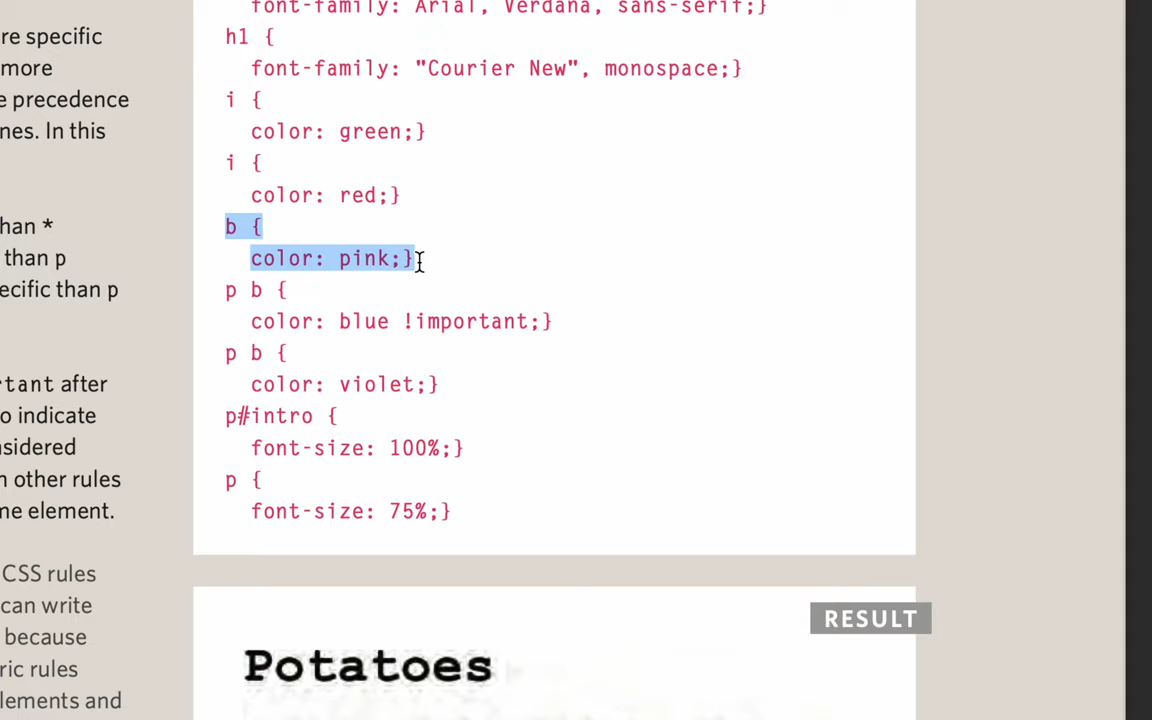 font-family: Arial, Verdana, sans-serif;}
h1 {
font-family: "Courier New", monospace;}
i {
color: green;}
i {
color: red;}
b {
color: pink;}
p b {
color: blue !important;}
p b {
color: violet;}
p#intro {
font-size: 100%;}
p {
font-size: 75%;}
re specific
more
e precedence
nes. In this
han *
than p
ecific than p
rtant after
o indicate
nsidered
n other rules
me element.
CSS rules
can write
because
ric rules
lements and
RESULT
Potatoes